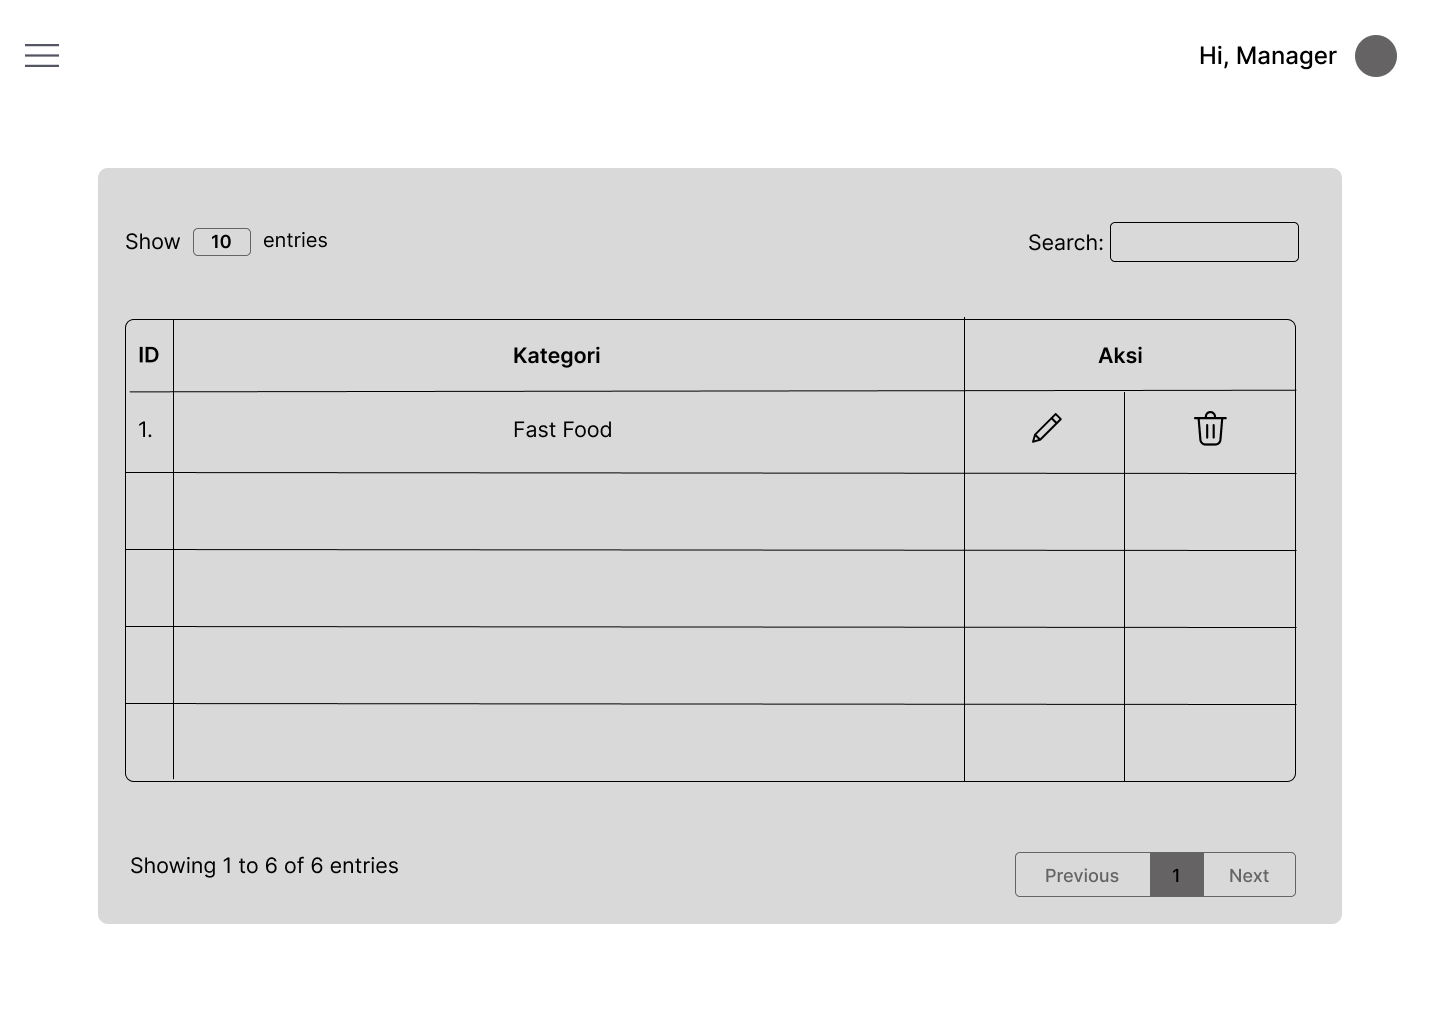 Hi, Manager
Show 10 entries
Search:
ID Kategori Aksi
1. Fast Food
Showing 1 to 6 of 6 entries
Previous 1 Next